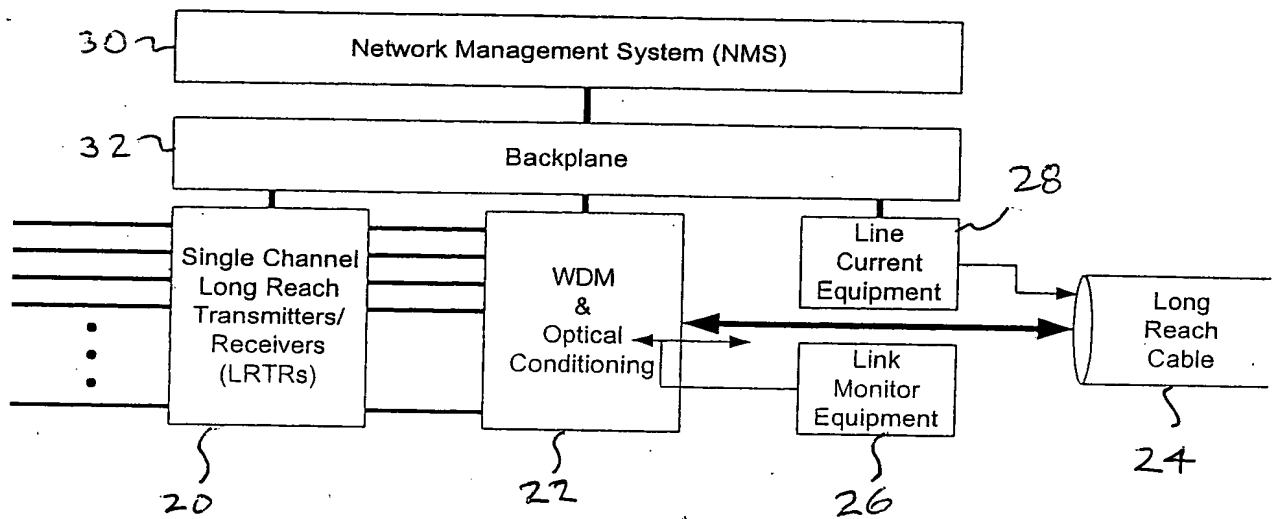 30
Network Management System (NMS)
32
Backplane
28
Single Channel
Long Reach
Transmitters/
Receivers
(LRTRs)
WDM
&
Optical
Conditioning
Line
Current
Equipment
Link
Monitor
Equipment
Long
Reach
Cable
20
22
26
24